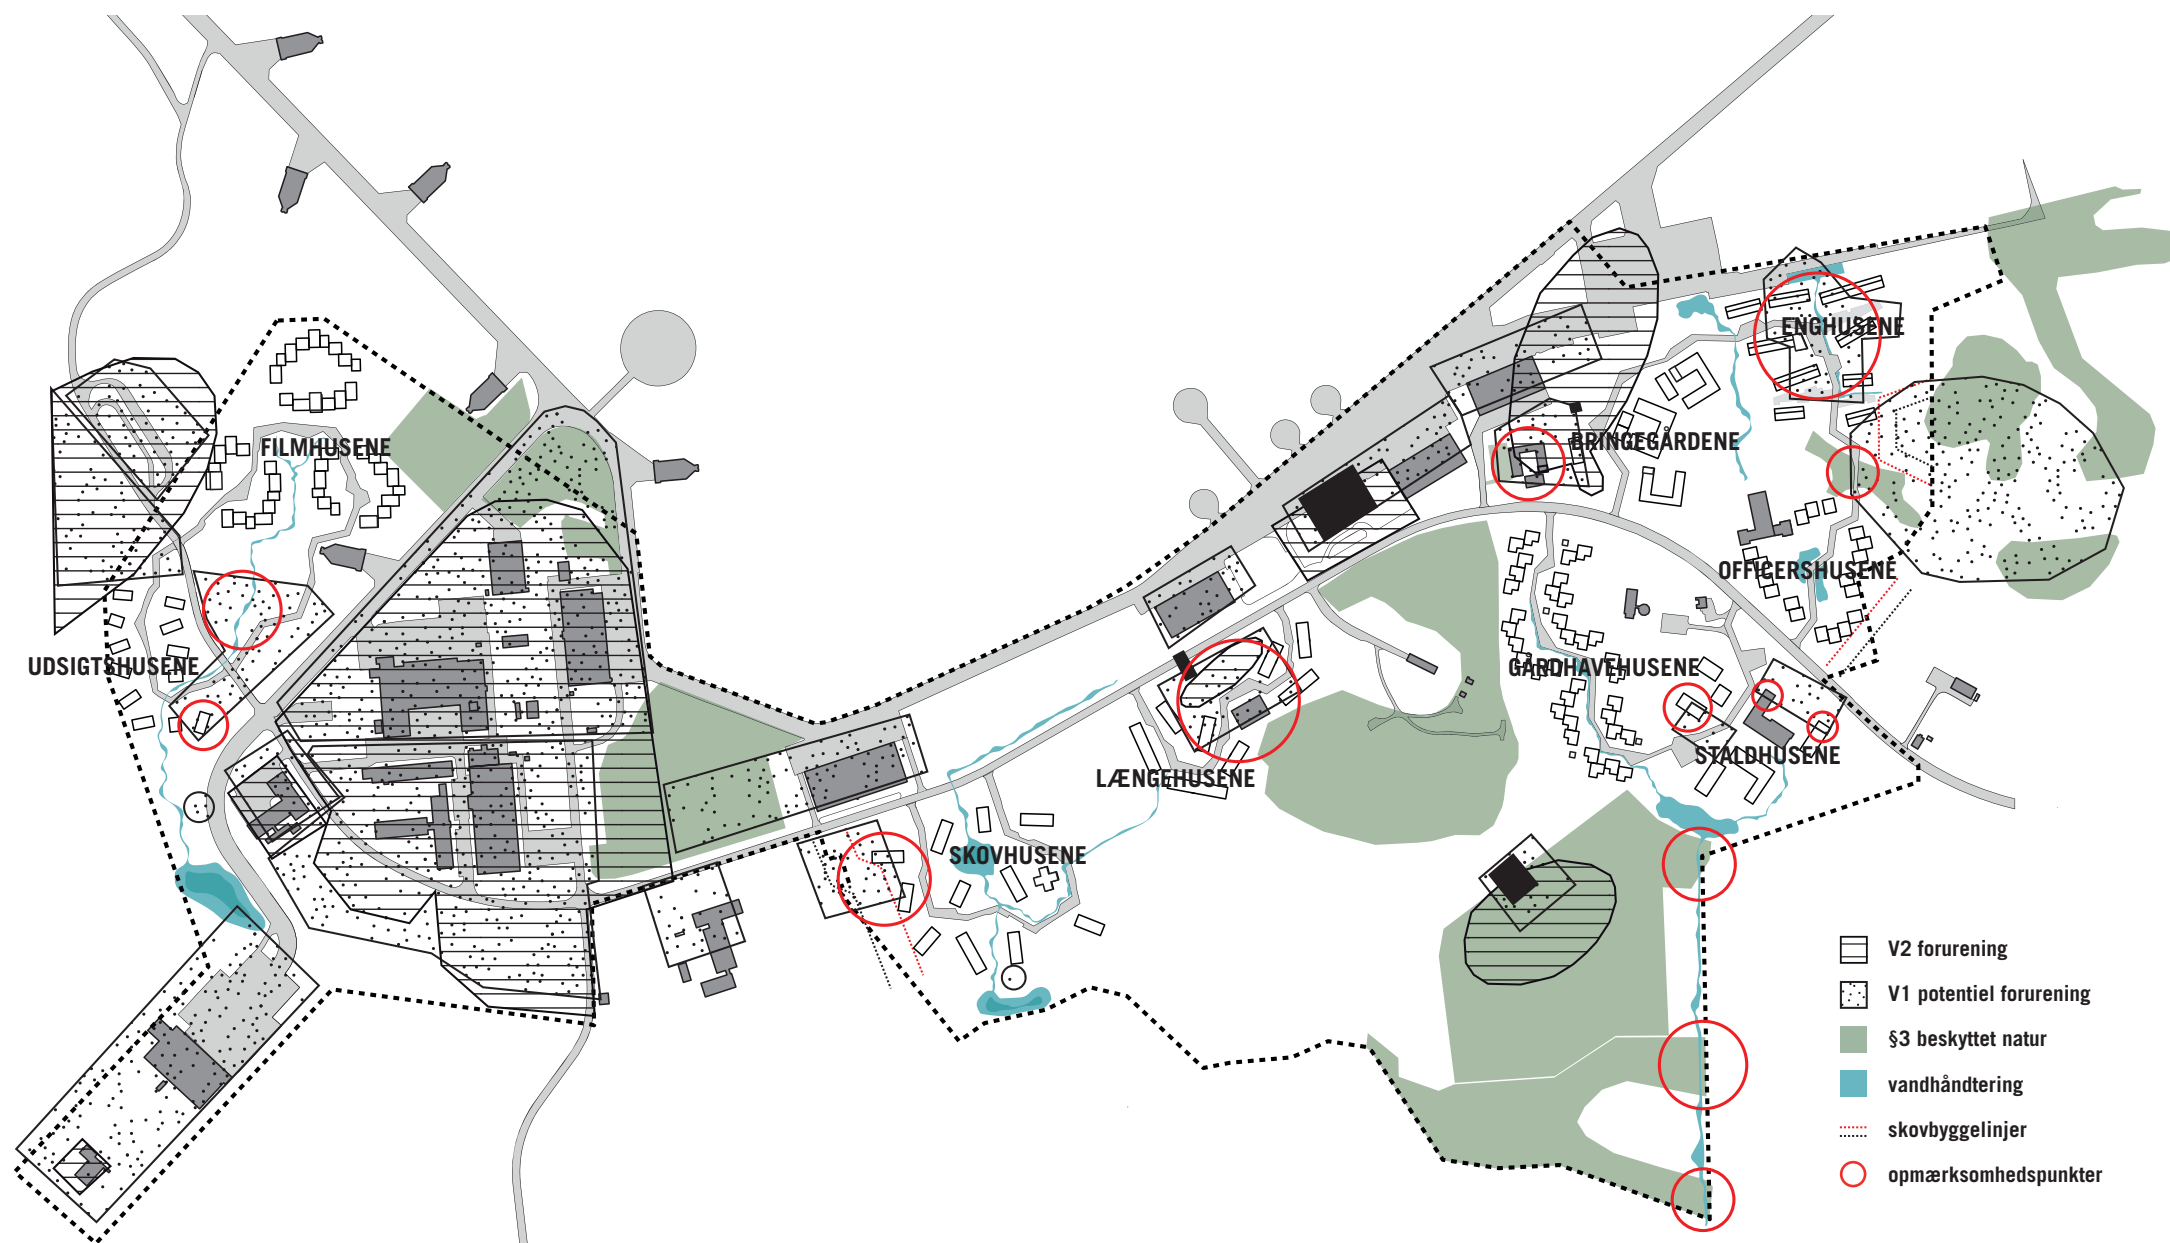 ENGHUSENE
BRINGEGÅRDENE
FILMHUSENE
OFFICERSHUSENE
UDSIGTSHUSENE
GÅRDHAVEHUSENE
STALDHUSENE
LÆNGEHUSENE
SKOVHUSENE
V2 forurening
V1 potentiel forurening
§3 beskyttet natur
vandhåndtering
skovbyggelinjer
opmærksomhedspunkter